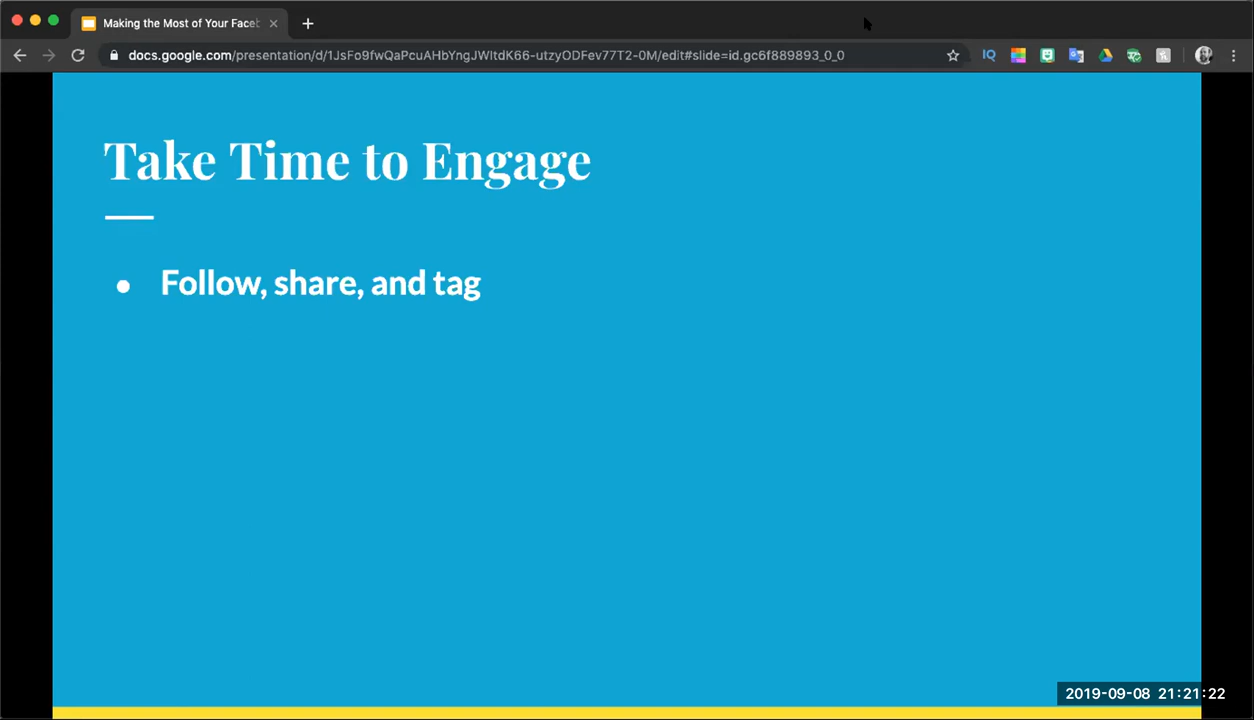 Making the Most of Your Faceb
docs.google.com/presentation/d/1JsFo9fwQaPcuAHbYngJWltdK66-utzyODFev77T2-0M/edit#slide=id.gc6f889893_0_0
IQ
Take Time to Engage
● Follow, share, and tag
2019-09-08 21:21:22